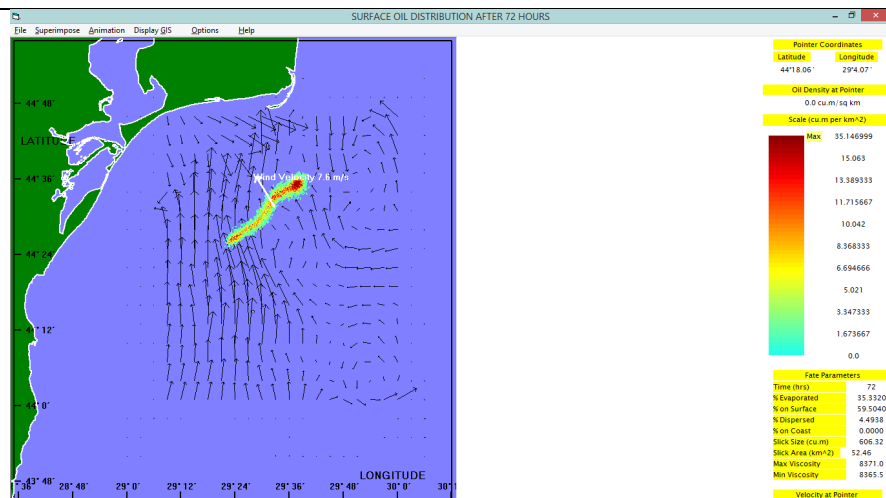 SURFACE OIL DISTRIBUTION AFTER 72 HOURS
File Superimpose Animation Display GIS Options Help
44° 48´
LATITUDE
44° 36´
Wind Velocity 7.6 m/s
44° 24´
44° 12´
44° 8´
43° 48´
LONGITUDE
36´ 28° 48´ 29° 0´ 29° 12´ 29° 24´ 29° 36´ 29° 48´ 30° 0´ 30° 1
Pointer Coordinates
Latitude Longitude
44°18.06´ 29°4.07´
Oil Density at Pointer
0.0 cu.m/sq km
Scale (cu.m per km^2)
Max 35.146999
15.063
13.389333
11.715667
10.042
8.368333
6.694666
5.021
3.347333
1.673667
0.0
Fate Parameters
Time (hrs) 72
% Evaporated 35.3320
% on Surface 59.5040
% Dispersed 4.4938
% on Coast 0.0000
Slick Size (cu.m) 606.32
Slick Area (km^2) 52.46
Max Viscosity 8371.0
Min Viscosity 8365.5
Velocity at Pointer